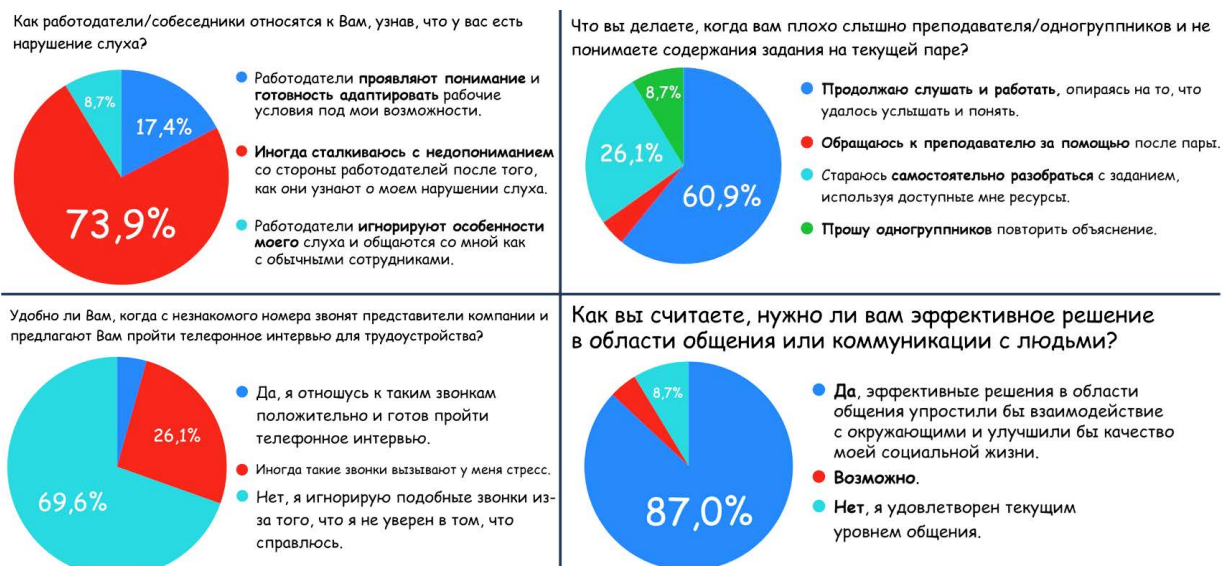 Как работодатели/собеседники относятся к Вам, узнав, что у вас есть
нарушение слуха?
8,7%
17,4%
73,9%
Работодатели проявляют понимание и
готовность адаптировать рабочие
условия под мои возможности.
Иногда сталкиваюсь с недопониманием
со стороны работодателей после того,
как они узнают о моем нарушении слуха.
Работодатели игнорируют особенности
моего слуха и общаются со мной как
с обычными сотрудниками.
Что вы делаете, когда вам плохо слышно преподавателя/одногруппников и не
понимаете содержания задания на текущей паре?
8,7%
26,1%
60,9%
Продолжаю слушать и работать, опираясь на то, что
удалось услышать и понять.
Обращаюсь к преподавателю за помощью после пары.
Стараюсь самостоятельно разобраться с заданием,
используя доступные мне ресурсы.
Прошу одногруппников повторить объяснение.
Удобно ли Вам, когда с незнакомого номера звонят представители компании и
предлагают Вам пройти телефонное интервью для трудоустройства?
26,1%
69,6%
Да, я отношусь к таким звонкам
положительно и готов пройти
телефонное интервью.
Иногда такие звонки вызывают у меня стресс.
Нет, я игнорирую подобные звонки из-
за того, что я не уверен в том, что
справлюсь.
Как вы считаете, нужно ли вам эффективное решение
в области общения или коммуникации с людьми?
8,7%
87,0%
Да, эффективные решения в области
общения упростили бы взаимодействие
с окружающими и улучшили бы качество
моей социальной жизни.
Возможно.
Нет, я удовлетворен текущим
уровнем общения.